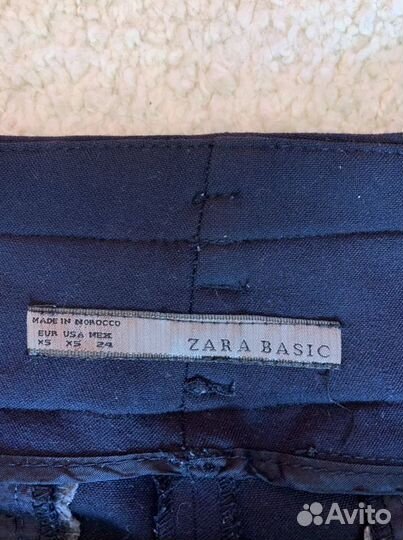 MADE IN MOROCCO
EUR USA MEX
XS XS 24
ZARA BASIC
Avito